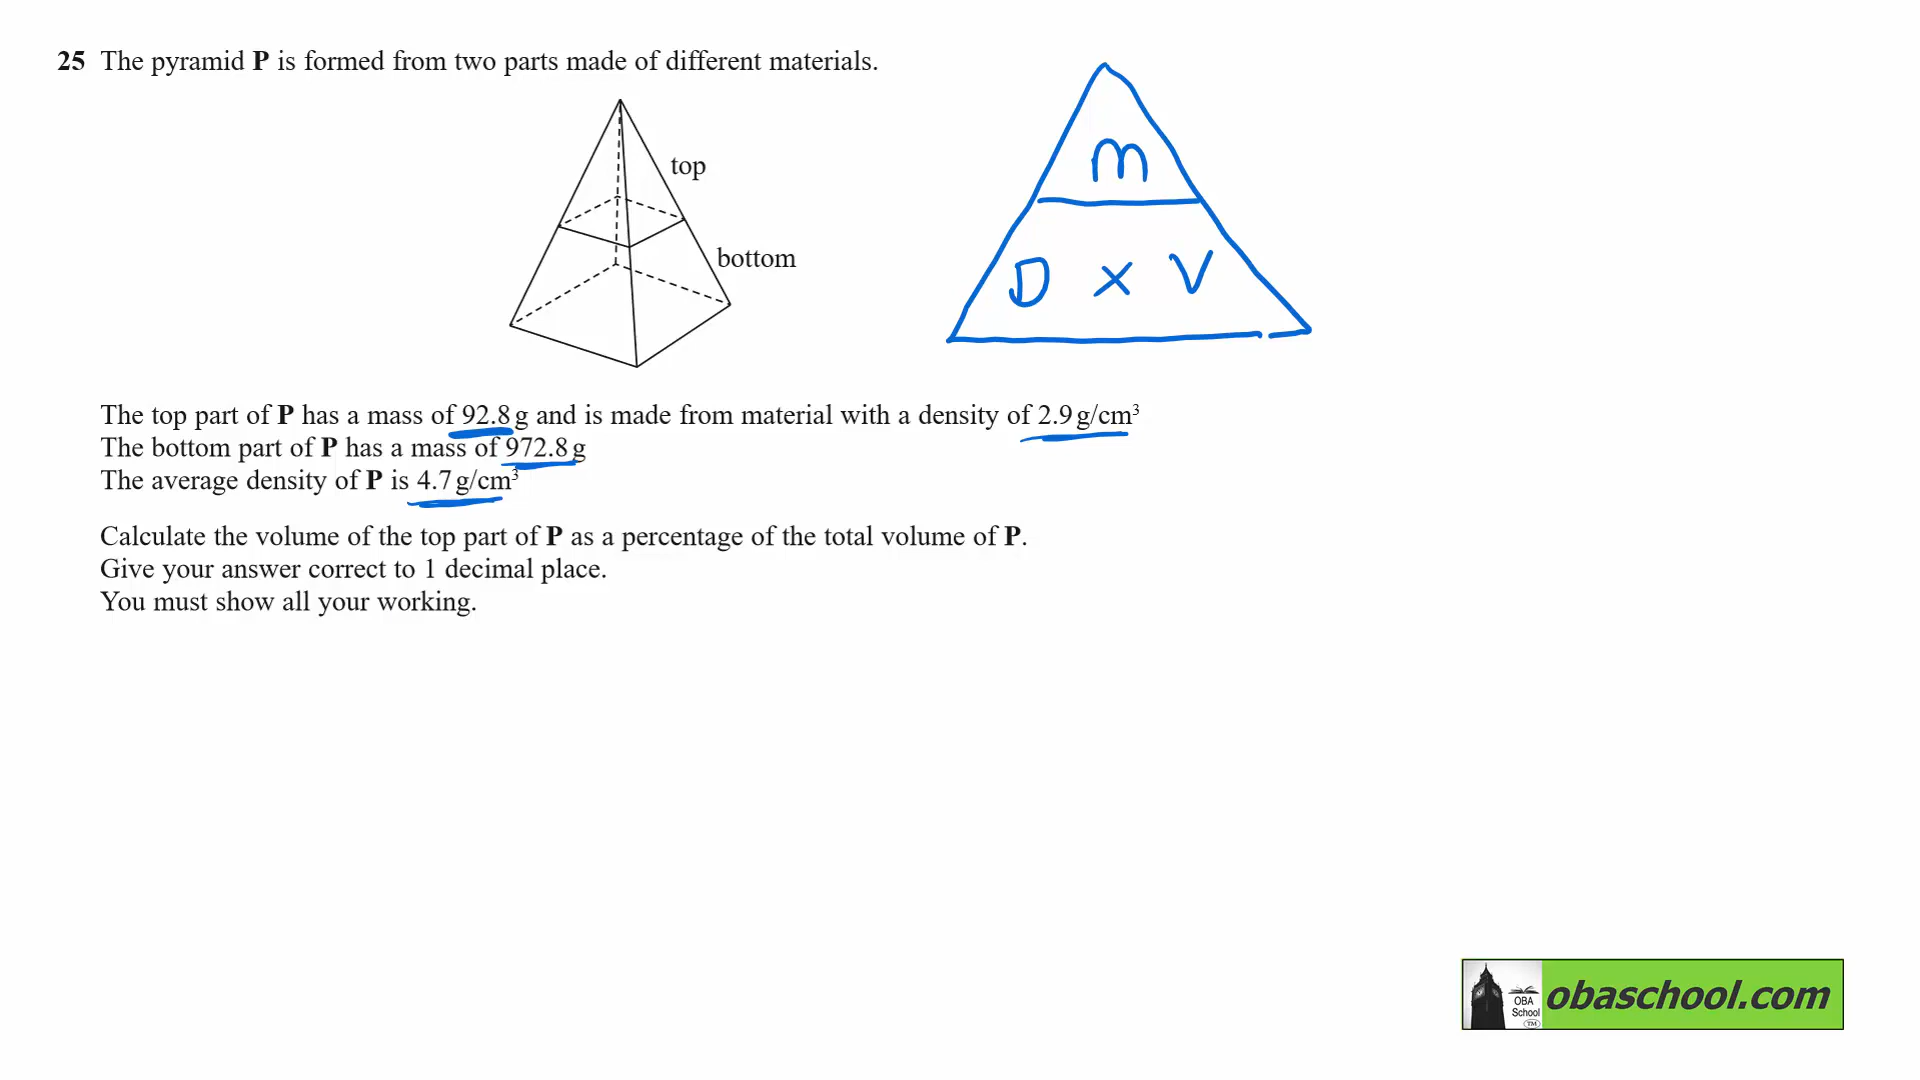 25 The pyramid P is formed from two parts made of different materials.
top
bottom
m
D × V
The top part of P has a mass of 92.8 g and is made from material with a density of 2.9 g/cm³
The bottom part of P has a mass of 972.8 g
The average density of P is 4.7 g/cm³
Calculate the volume of the top part of P as a percentage of the total volume of P.
Give your answer correct to 1 decimal place.
You must show all your working.
OBA
School
TM
obaschool.com